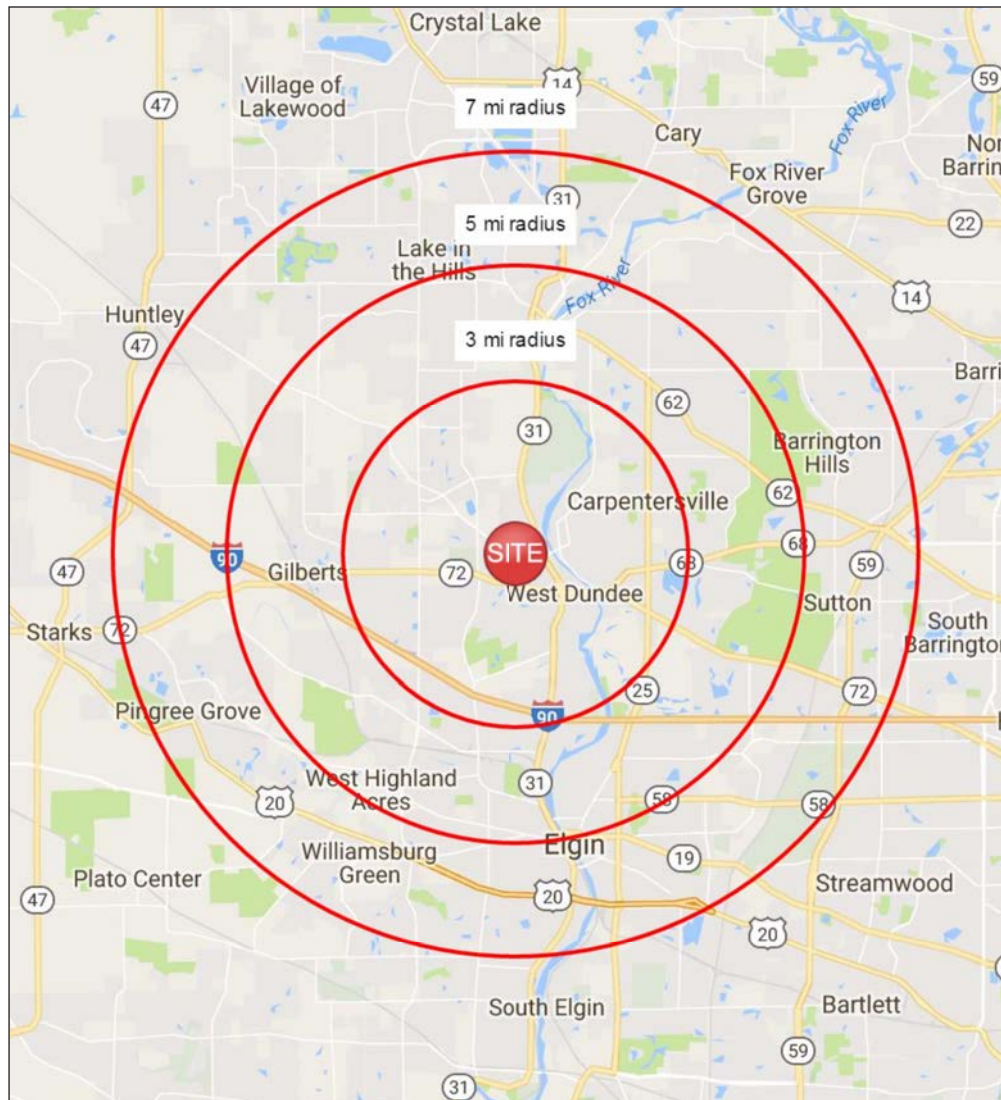 Crystal Lake
14
59
Village of
Lakewood
47
7 mi radius
Cary
Fox River
Fox River
Grove
31
22
5 mi radius
Lake in
the Hills
Fox River
14
Huntley
47
3 mi radius
62
31
Barrington
Hills
62
Carpentersville
SITE
68
68
59
90
Gilberts
72
47
West Dundee
Sutton
South
Barrington
Starks
72
25
72
Pingree Grove
90
West Highland
Acres
31
20
58
58
Elgin
Williamsburg
Green
19
Plato Center
47
20
Streamwood
20
South Elgin
Bartlett
59
31